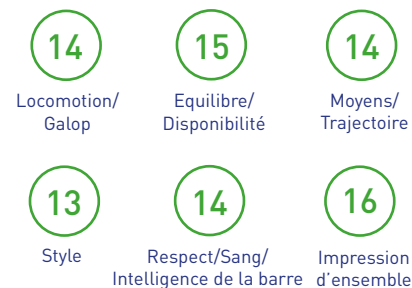 14 15 14
Locomotion/ Equilibre/ Moyens/
Galop Disponibilité Trajectoire
13 14 16
Style Respect/Sang/ Impression
Intelligence de la barre d'ensemble